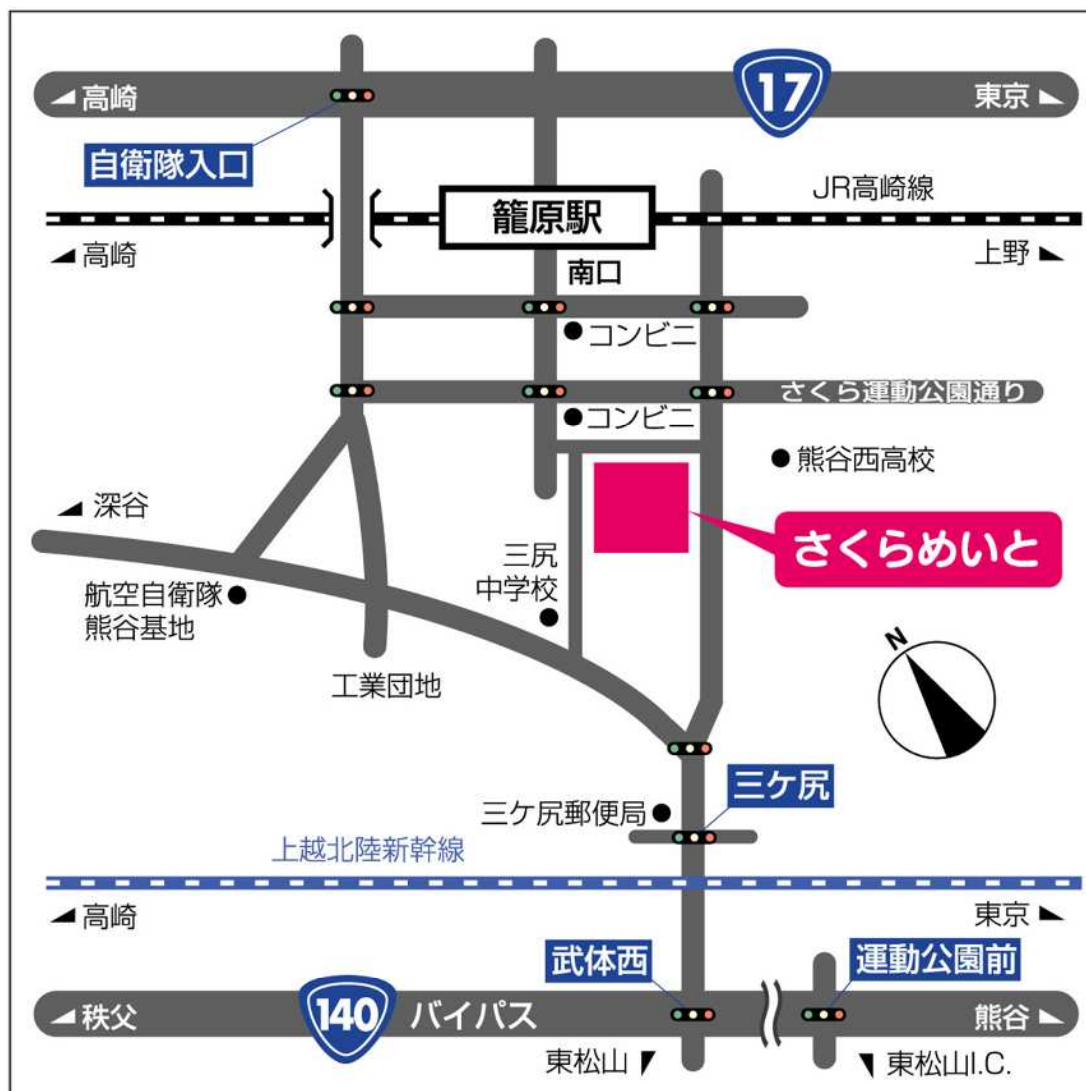 高崎
17
東京
自衛隊入口
JR高崎線
籠原駅
高崎
上野
南口
コンビニ
さくら運動公園通り
コンビニ
熊谷西高校
深谷
さくらめいと
三尻
中学校
航空自衛隊
熊谷基地
N
工業団地
三ケ尻
三ケ尻郵便局
上越北陸新幹線
高崎
東京
武体西
運動公園前
秩父
140
バイパス
熊谷
東松山
東松山I.C.